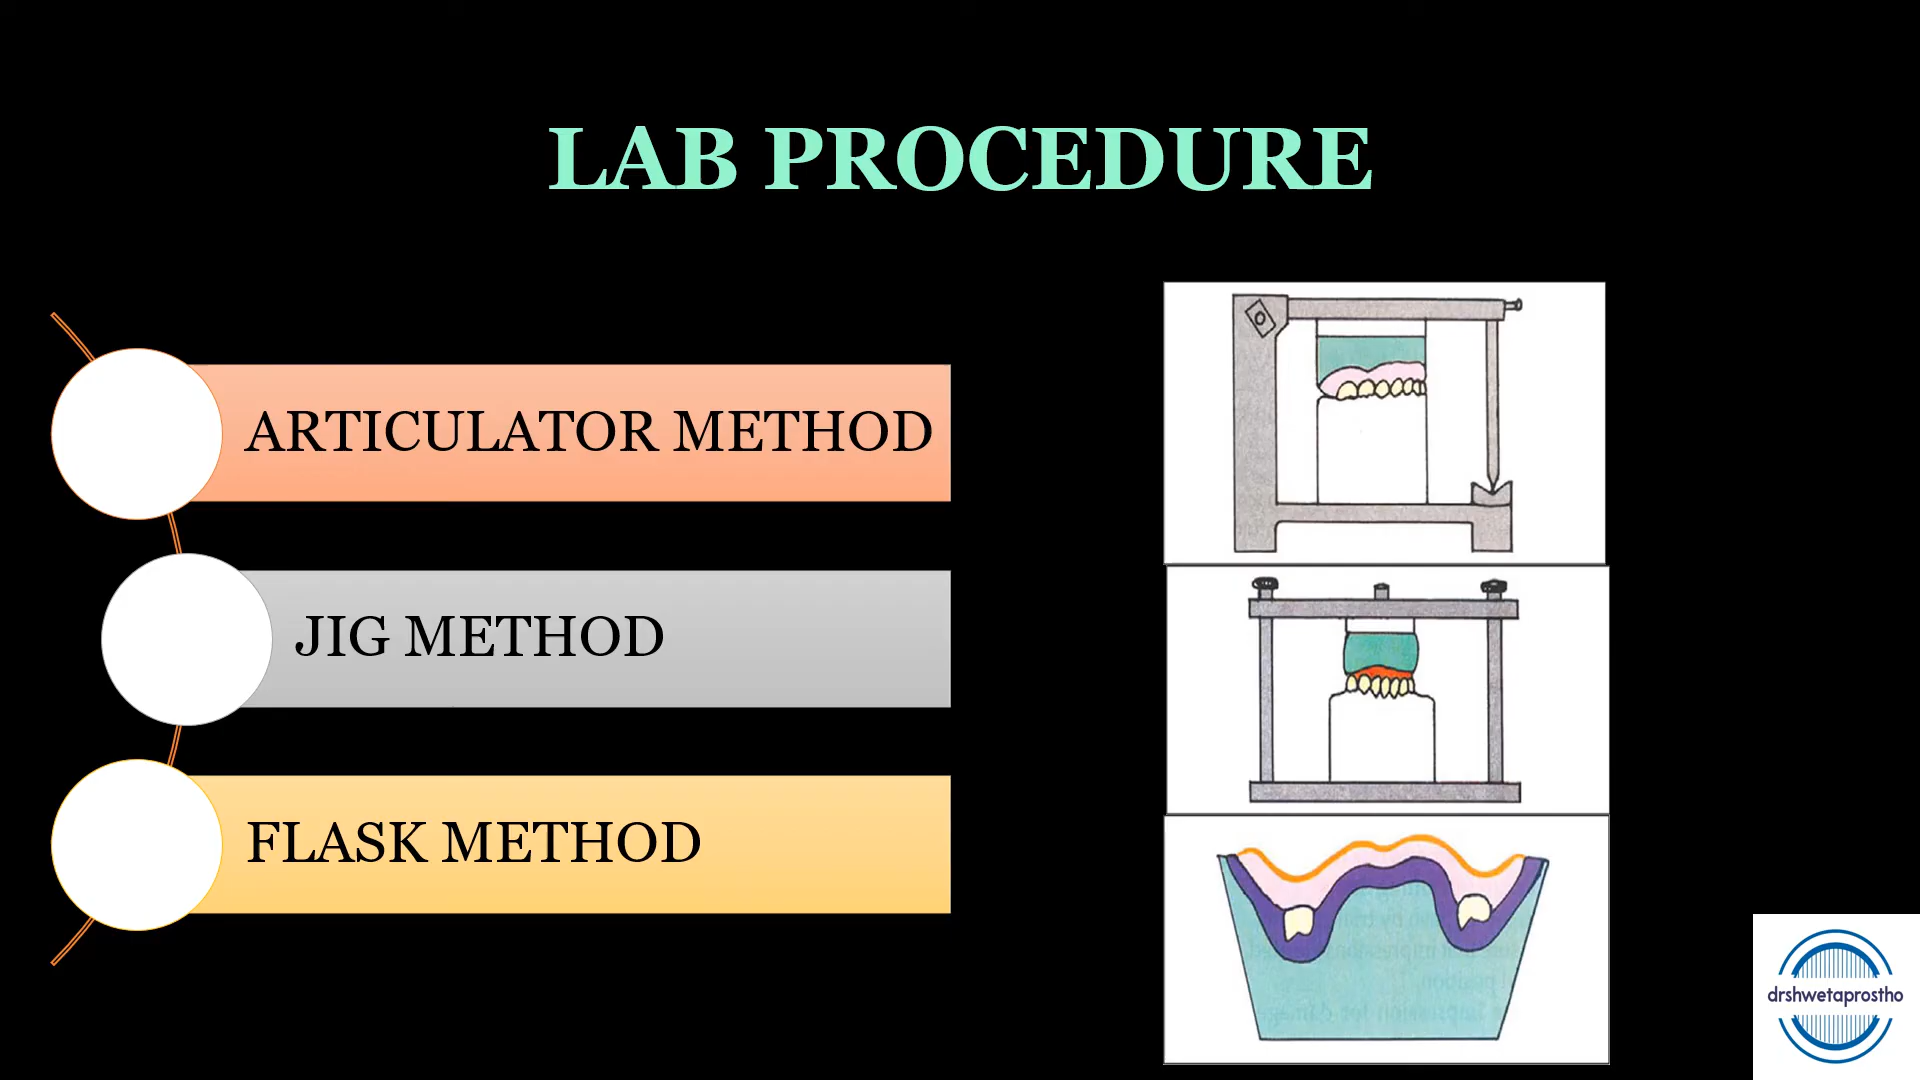 LAB PROCEDURE
ARTICULATOR METHOD
JIG METHOD
FLASK METHOD
drshwetaprostho